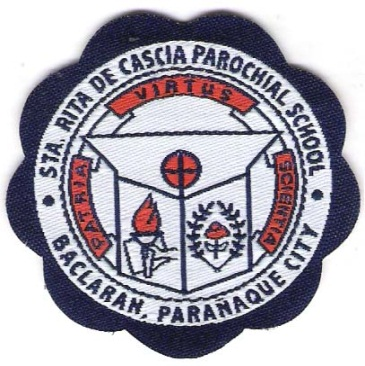 STA. RITA DE CASCIA PAROCHIAL SCHOOL
VIRTUS
PATRIA
SCIENTIA
BACLARAN, PARAÑAQUE CITY